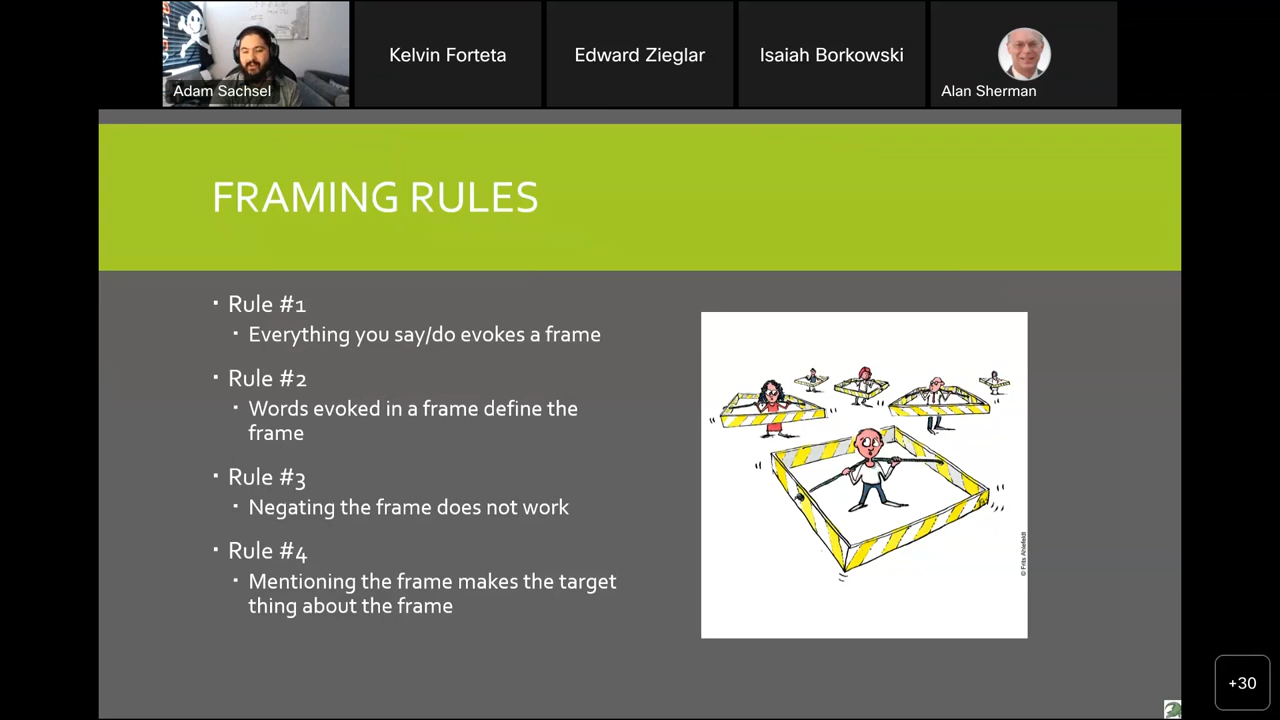 Adam Sachsel
Kelvin Forteta
Edward Zieglar
Isaiah Borkowski
Alan Sherman
FRAMING RULES
▪ Rule #1
▪ Everything you say/do evokes a frame
▪ Rule #2
▪ Words evoked in a frame define the
frame
▪ Rule #3
▪ Negating the frame does not work
▪ Rule #4
▪ Mentioning the frame makes the target
thing about the frame
© Frits Ahlefeldt
+30